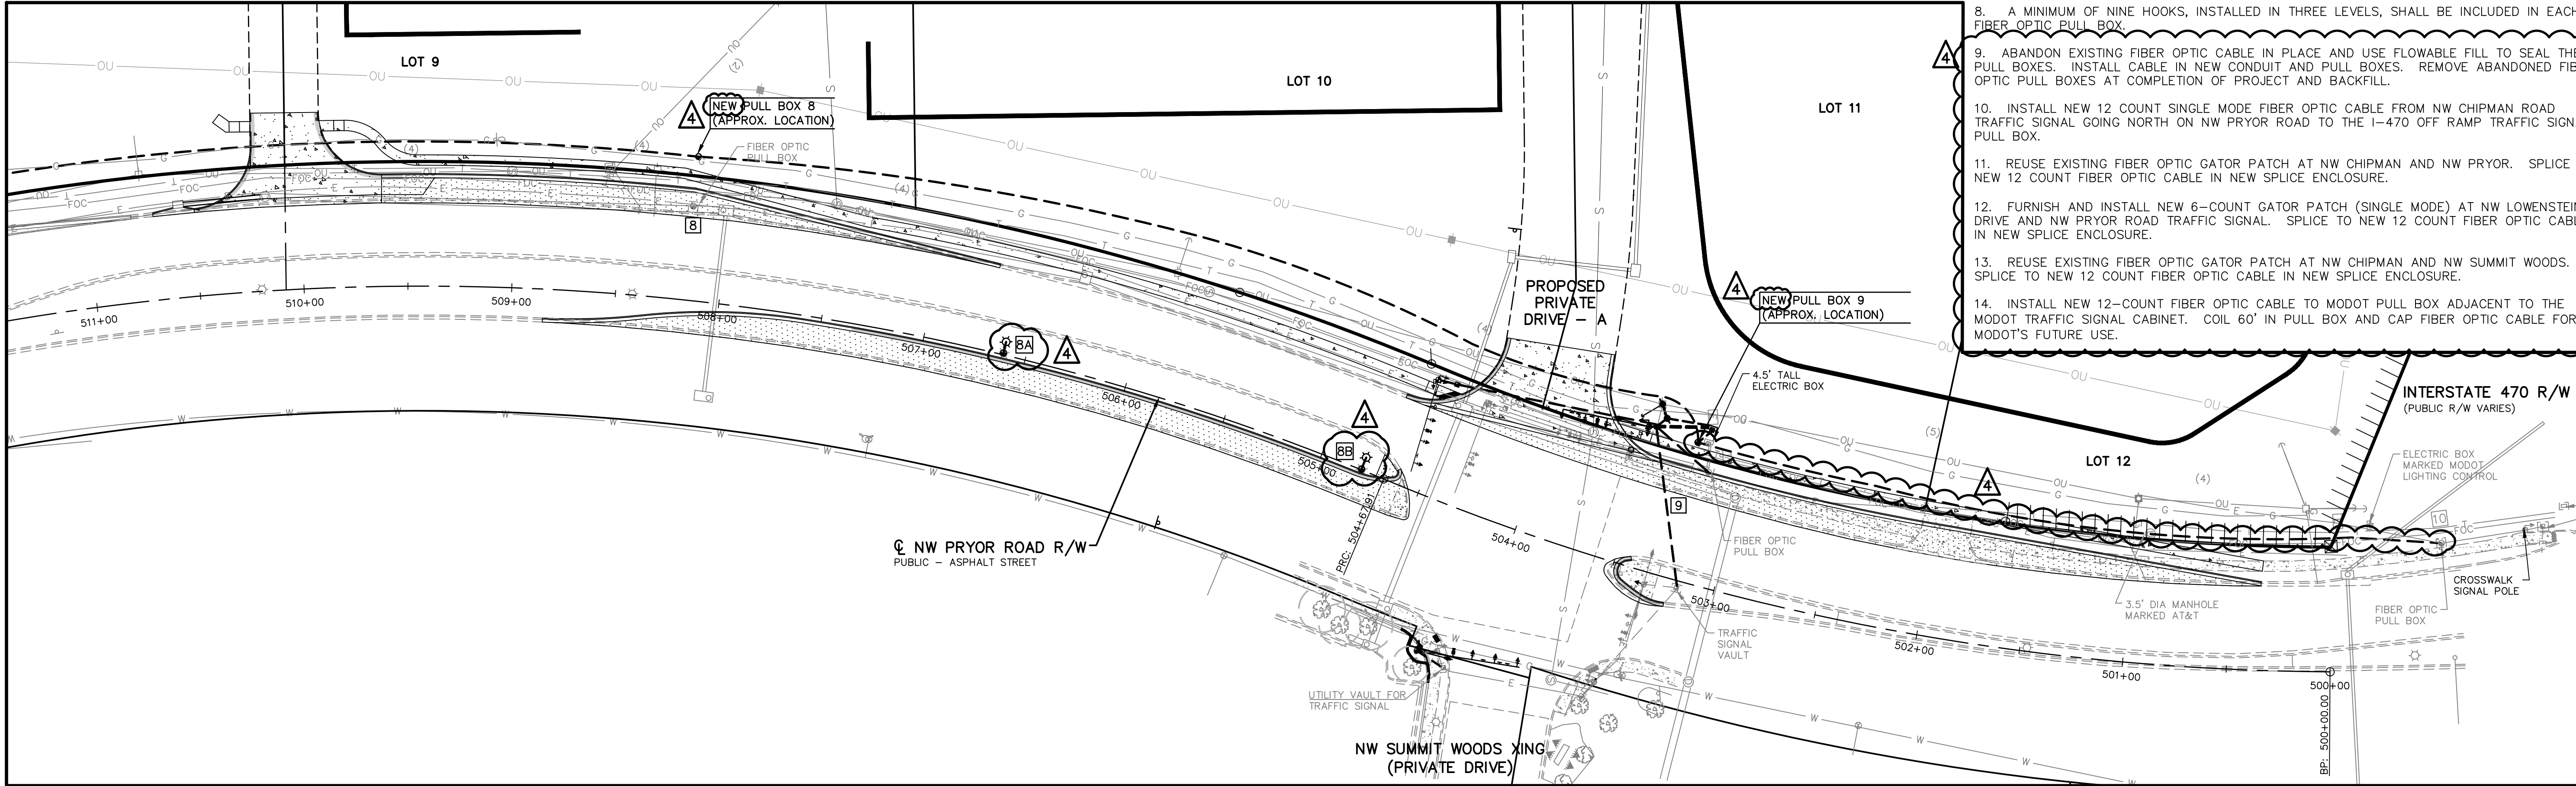 8. A MINIMUM OF NINE HOOKS, INSTALLED IN THREE LEVELS, SHALL BE INCLUDED IN EACH
FIBER OPTIC PULL BOX.
9. ABANDON EXISTING FIBER OPTIC CABLE IN PLACE AND USE FLOWABLE FILL TO SEAL THE
PULL BOXES. INSTALL CABLE IN NEW CONDUIT AND PULL BOXES. REMOVE ABANDONED FIB
OPTIC PULL BOXES AT COMPLETION OF PROJECT AND BACKFILL.
10. INSTALL NEW 12 COUNT SINGLE MODE FIBER OPTIC CABLE FROM NW CHIPMAN ROAD
TRAFFIC SIGNAL GOING NORTH ON NW PRYOR ROAD TO THE I-470 OFF RAMP TRAFFIC SIGN
PULL BOX.
11. REUSE EXISTING FIBER OPTIC GATOR PATCH AT NW CHIPMAN AND NW PRYOR. SPLICE
NEW 12 COUNT FIBER OPTIC CABLE IN NEW SPLICE ENCLOSURE.
12. FURNISH AND INSTALL NEW 6-COUNT GATOR PATCH (SINGLE MODE) AT NW LOWENSTEIN
DRIVE AND NW PRYOR ROAD TRAFFIC SIGNAL. SPLICE TO NEW 12 COUNT FIBER OPTIC CABL
IN NEW SPLICE ENCLOSURE.
13. REUSE EXISTING FIBER OPTIC GATOR PATCH AT NW CHIPMAN AND NW SUMMIT WOODS.
SPLICE TO NEW 12 COUNT FIBER OPTIC CABLE IN NEW SPLICE ENCLOSURE.
14. INSTALL NEW 12-COUNT FIBER OPTIC CABLE TO MODOT PULL BOX ADJACENT TO THE
MODOT TRAFFIC SIGNAL CABINET. COIL 60' IN PULL BOX AND CAP FIBER OPTIC CABLE FOR
MODOT'S FUTURE USE.
4
LOT 9
LOT 10
LOT 11
LOT 12
4
NEW PULL BOX 8
(APPROX. LOCATION)
FIBER OPTIC
PULL BOX
8
PROPOSED
PRIVATE
DRIVE - A
4
NEW PULL BOX 9
(APPROX. LOCATION)
4.5' TALL
ELECTRIC BOX
INTERSTATE 470 R/W
(PUBLIC R/W VARIES)
ELECTRIC BOX
MARKED MODOT
LIGHTING CONTROL
8A
4
4
8B
4
9
10
511+00
510+00
509+00
508+00
507+00
506+00
505+00
504+00
503+00
502+00
501+00
500+00
PRC: 504+67.91
BP: 500+00.00
℄ NW PRYOR ROAD R/W
PUBLIC - ASPHALT STREET
FIBER OPTIC
PULL BOX
TRAFFIC
SIGNAL
VAULT
3.5' DIA MANHOLE
MARKED AT&T
FIBER OPTIC
PULL BOX
CROSSWALK
SIGNAL POLE
UTILITY VAULT FOR
TRAFFIC SIGNAL
NW SUMMIT WOODS XING
(PRIVATE DRIVE)